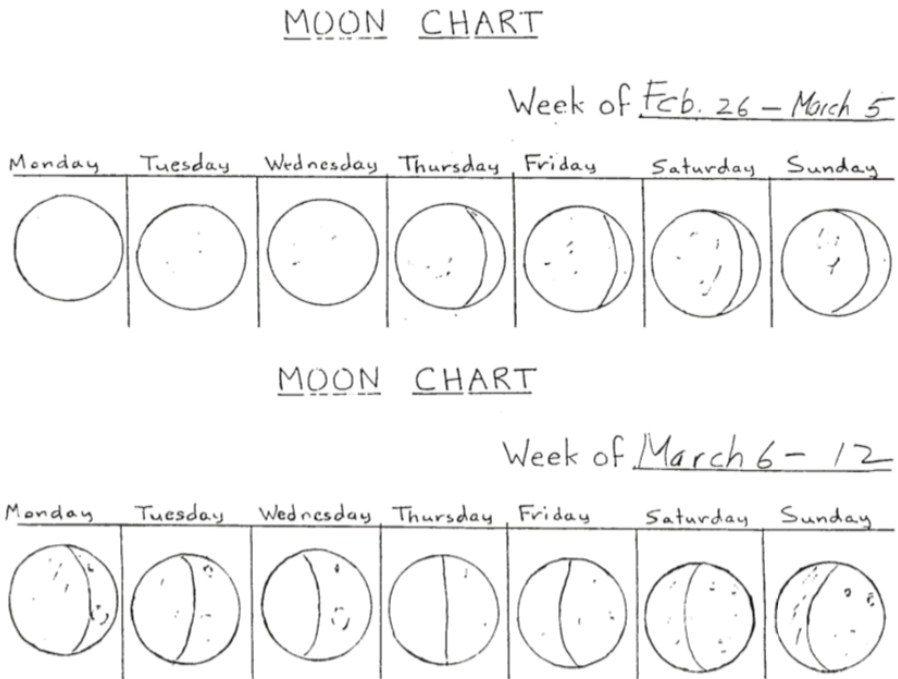 MOON CHART
Week of Feb. 26 – March 5
Monday Tuesday Wednesday Thursday Friday Saturday Sunday
MOON CHART
Week of March 6 – 12
Monday Tuesday Wednesday Thursday Friday Saturday Sunday